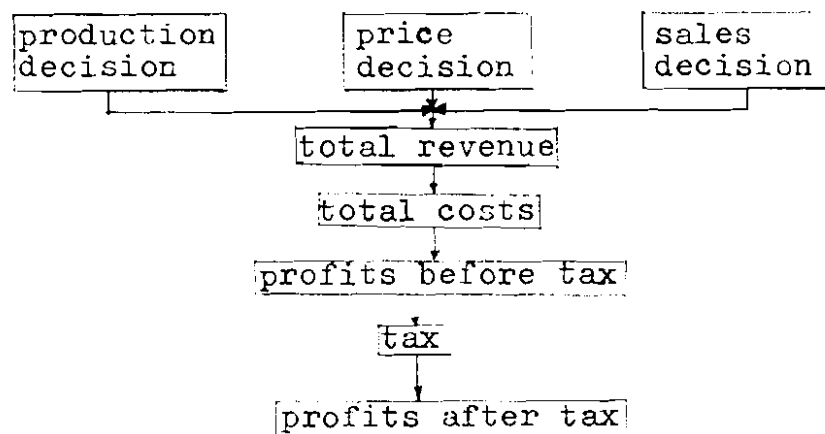 production
decision
price
decision
sales
decision
total revenue
total costs
profits before tax
tax
profits after tax